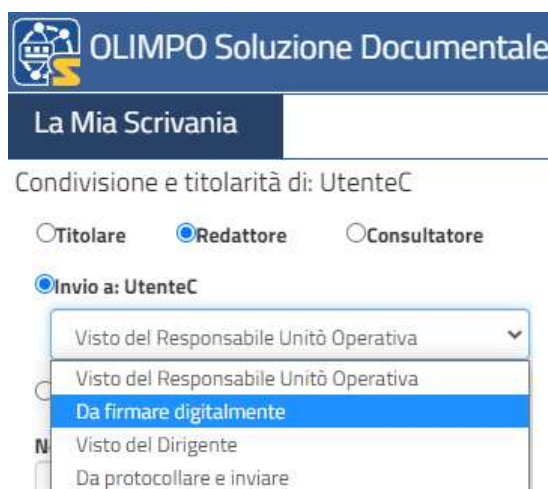 OLIMPO Soluzione Documentale
La Mia Scrivania
Condivisione e titolarità di: UtenteC
Titolare Redattore Consultatore
Invio a: UtenteC
Visto del Responsabile Unitò Operativa
Visto del Responsabile Unitò Operativa
Da firmare digitalmente
Visto del Dirigente
Da protocollare e inviare